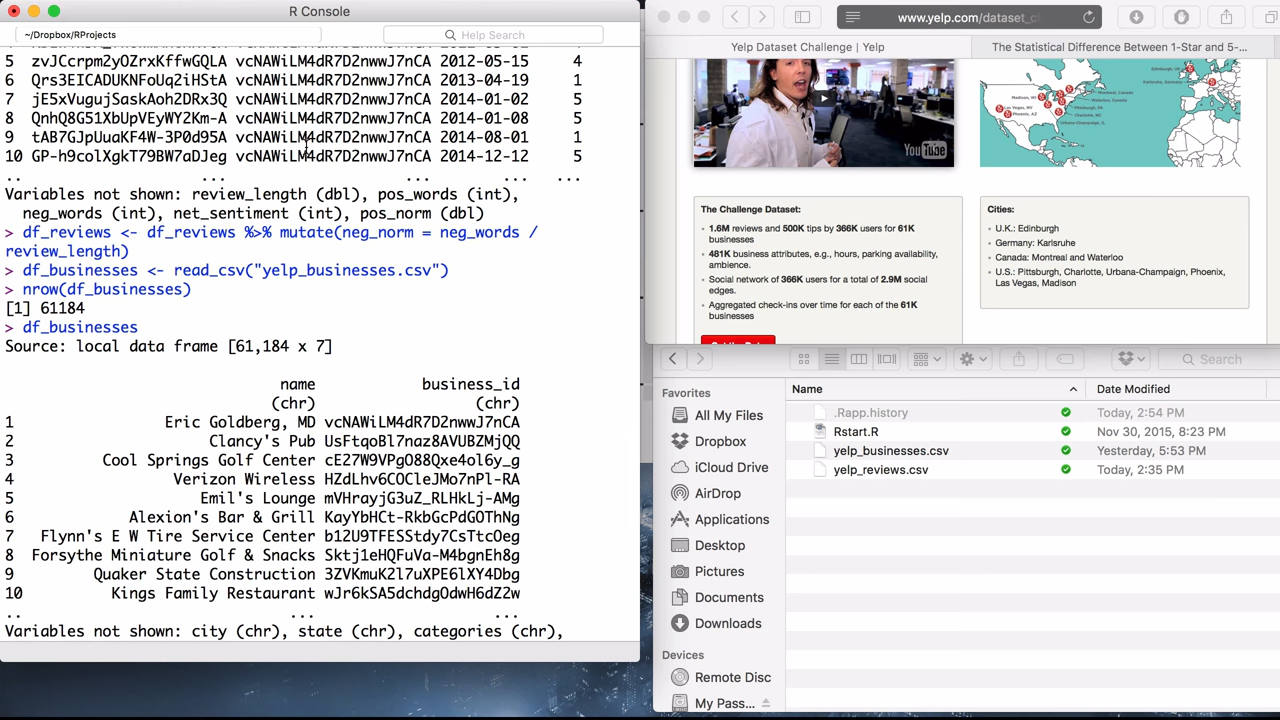 R Console
~/Dropbox/RProjects
Help Search
5 zvJCcrpm2yOZrxKffwGQLA vcNAWiLM4dR7D2nwwJ7nCA 2012-05-15 4
6 Qrs3EICADUKNFoUq2iHStA vcNAWiLM4dR7D2nwwJ7nCA 2013-04-19 1
7 jE5xVugujSaskAoh2DRx3Q vcNAWiLM4dR7D2nwwJ7nCA 2014-01-02 5
8 QnhQ8G51XbUpVEyWY2Km-A vcNAWiLM4dR7D2nwwJ7nCA 2014-01-08 5
9 tAB7GJpUuaKF4W-3P0d95A vcNAWiLM4dR7D2nwwJ7nCA 2014-08-01 1
10 GP-h9colXgkT79BW7aDJeg vcNAWiLM4dR7D2nwwJ7nCA 2014-12-12 5
.. ... ... ... ...
Variables not shown: review_length (dbl), pos_words (int),
neg_words (int), net_sentiment (int), pos_norm (dbl)
> df_reviews <- df_reviews %>% mutate(neg_norm = neg_words /
review_length)
> df_businesses <- read_csv("yelp_businesses.csv")
> nrow(df_businesses)
[1] 61184
> df_businesses
Source: local data frame [61,184 x 7]
name business_id
(chr) (chr)
1 Eric Goldberg, MD vcNAWiLM4dR7D2nwwJ7nCA
2 Clancy's Pub UsFtqoBl7naz8AVUBZMjQQ
3 Cool Springs Golf Center cE27W9VPgO88Qxe4ol6y_g
4 Verizon Wireless HZdLhv6COCleJMo7nPl-RA
5 Emil's Lounge mVHrayjG3uZ_RLHkLj-AMg
6 Alexion's Bar & Grill KayYbHCt-RkbGcPdGOThNg
7 Flynn's E W Tire Service Center b12U9TFESStdy7CsTtcOeg
8 Forsythe Miniature Golf & Snacks Sktj1eHQFuVa-M4bgnEh8g
9 Quaker State Construction 3ZVKmuK2l7uXPE6lXY4Dbg
10 Kings Family Restaurant wJr6kSA5dchdgOdwH6dZ2w
.. ... ...
Variables not shown: city (chr), state (chr), categories (chr),
www.yelp.com/dataset_c
Yelp Dataset Challenge | Yelp
The Statistical Difference Between 1-Star and 5-...
YouTube
The Challenge Dataset:
• 1.6M reviews and 500K tips by 366K users for 61K
businesses
• 481K business attributes, e.g., hours, parking availability,
ambience.
• Social network of 366K users for a total of 2.9M social
edges.
• Aggregated check-ins over time for each of the 61K
businesses
Cities:
• U.K.: Edinburgh
• Germany: Karlsruhe
• Canada: Montreal and Waterloo
• U.S.: Pittsburgh, Charlotte, Urbana-Champaign, Phoenix,
Las Vegas, Madison
Search
Favorites
All My Files
Dropbox
iCloud Drive
AirDrop
Applications
Desktop
Pictures
Documents
Downloads
Devices
Remote Disc
My Pass...
Name Date Modified
.Rapp.history Today, 2:54 PM
Rstart.R Nov 30, 2015, 8:23 PM
yelp_businesses.csv Yesterday, 5:53 PM
yelp_reviews.csv Today, 2:35 PM